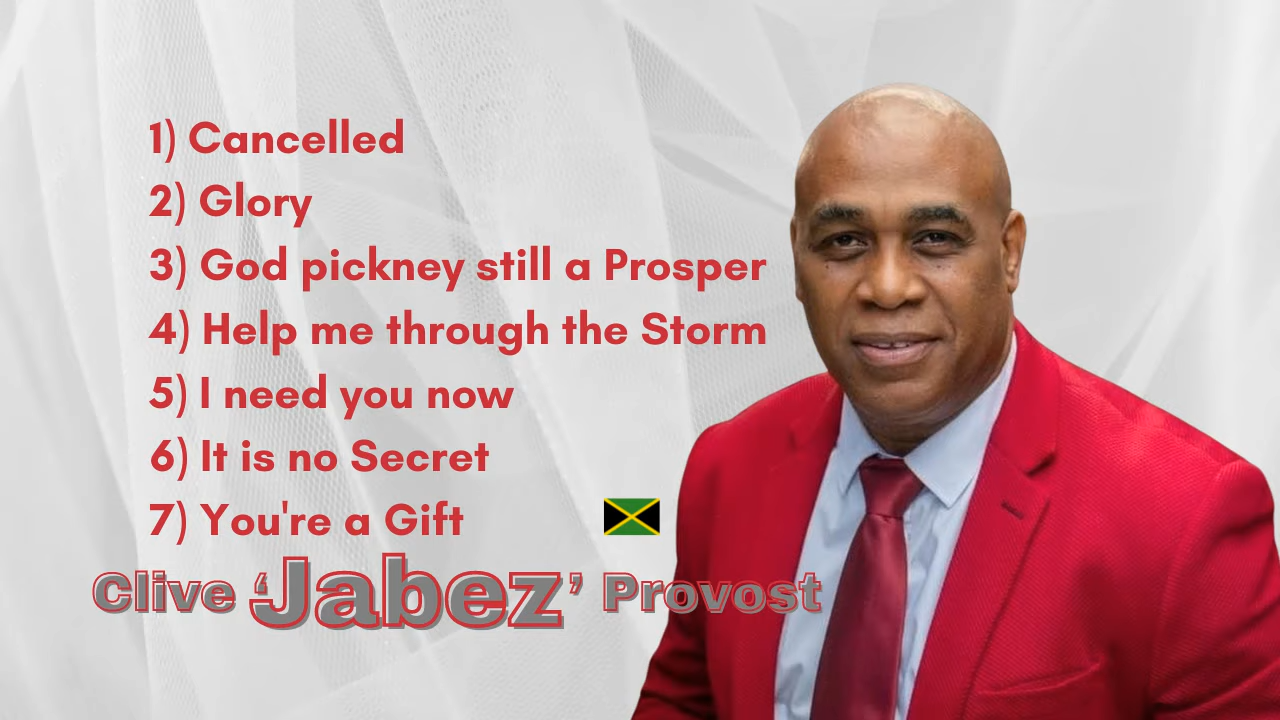 1) Cancelled
2) Glory
3) God pickney still a Prosper
4) Help me through the Storm
5) I need you now
6) It is no Secret
7) You're a Gift
Clive ‘Jabez’ Provost